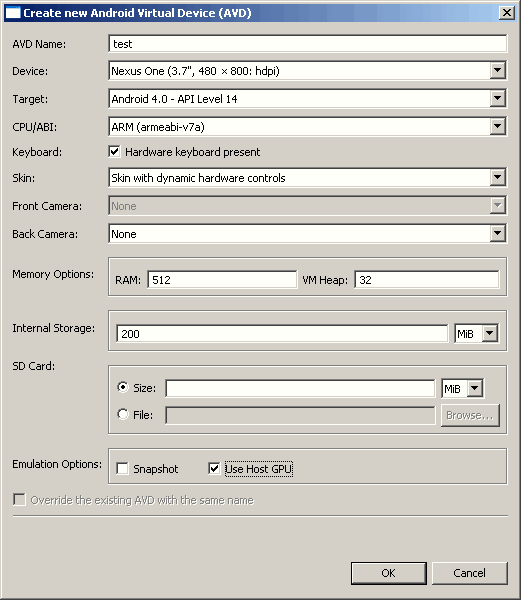 Create new Android Virtual Device (AVD)
AVD Name: test
Device: Nexus One (3.7", 480 × 800: hdpi)
Target: Android 4.0 - API Level 14
CPU/ABI: ARM (armeabi-v7a)
Keyboard: Hardware keyboard present
Skin: Skin with dynamic hardware controls
Front Camera: None
Back Camera: None
Memory Options: RAM: 512 VM Heap: 32
Internal Storage: 200 MiB
SD Card:
Size: MiB
File: Browse...
Emulation Options: Snapshot Use Host GPU
Override the existing AVD with the same name
OK Cancel